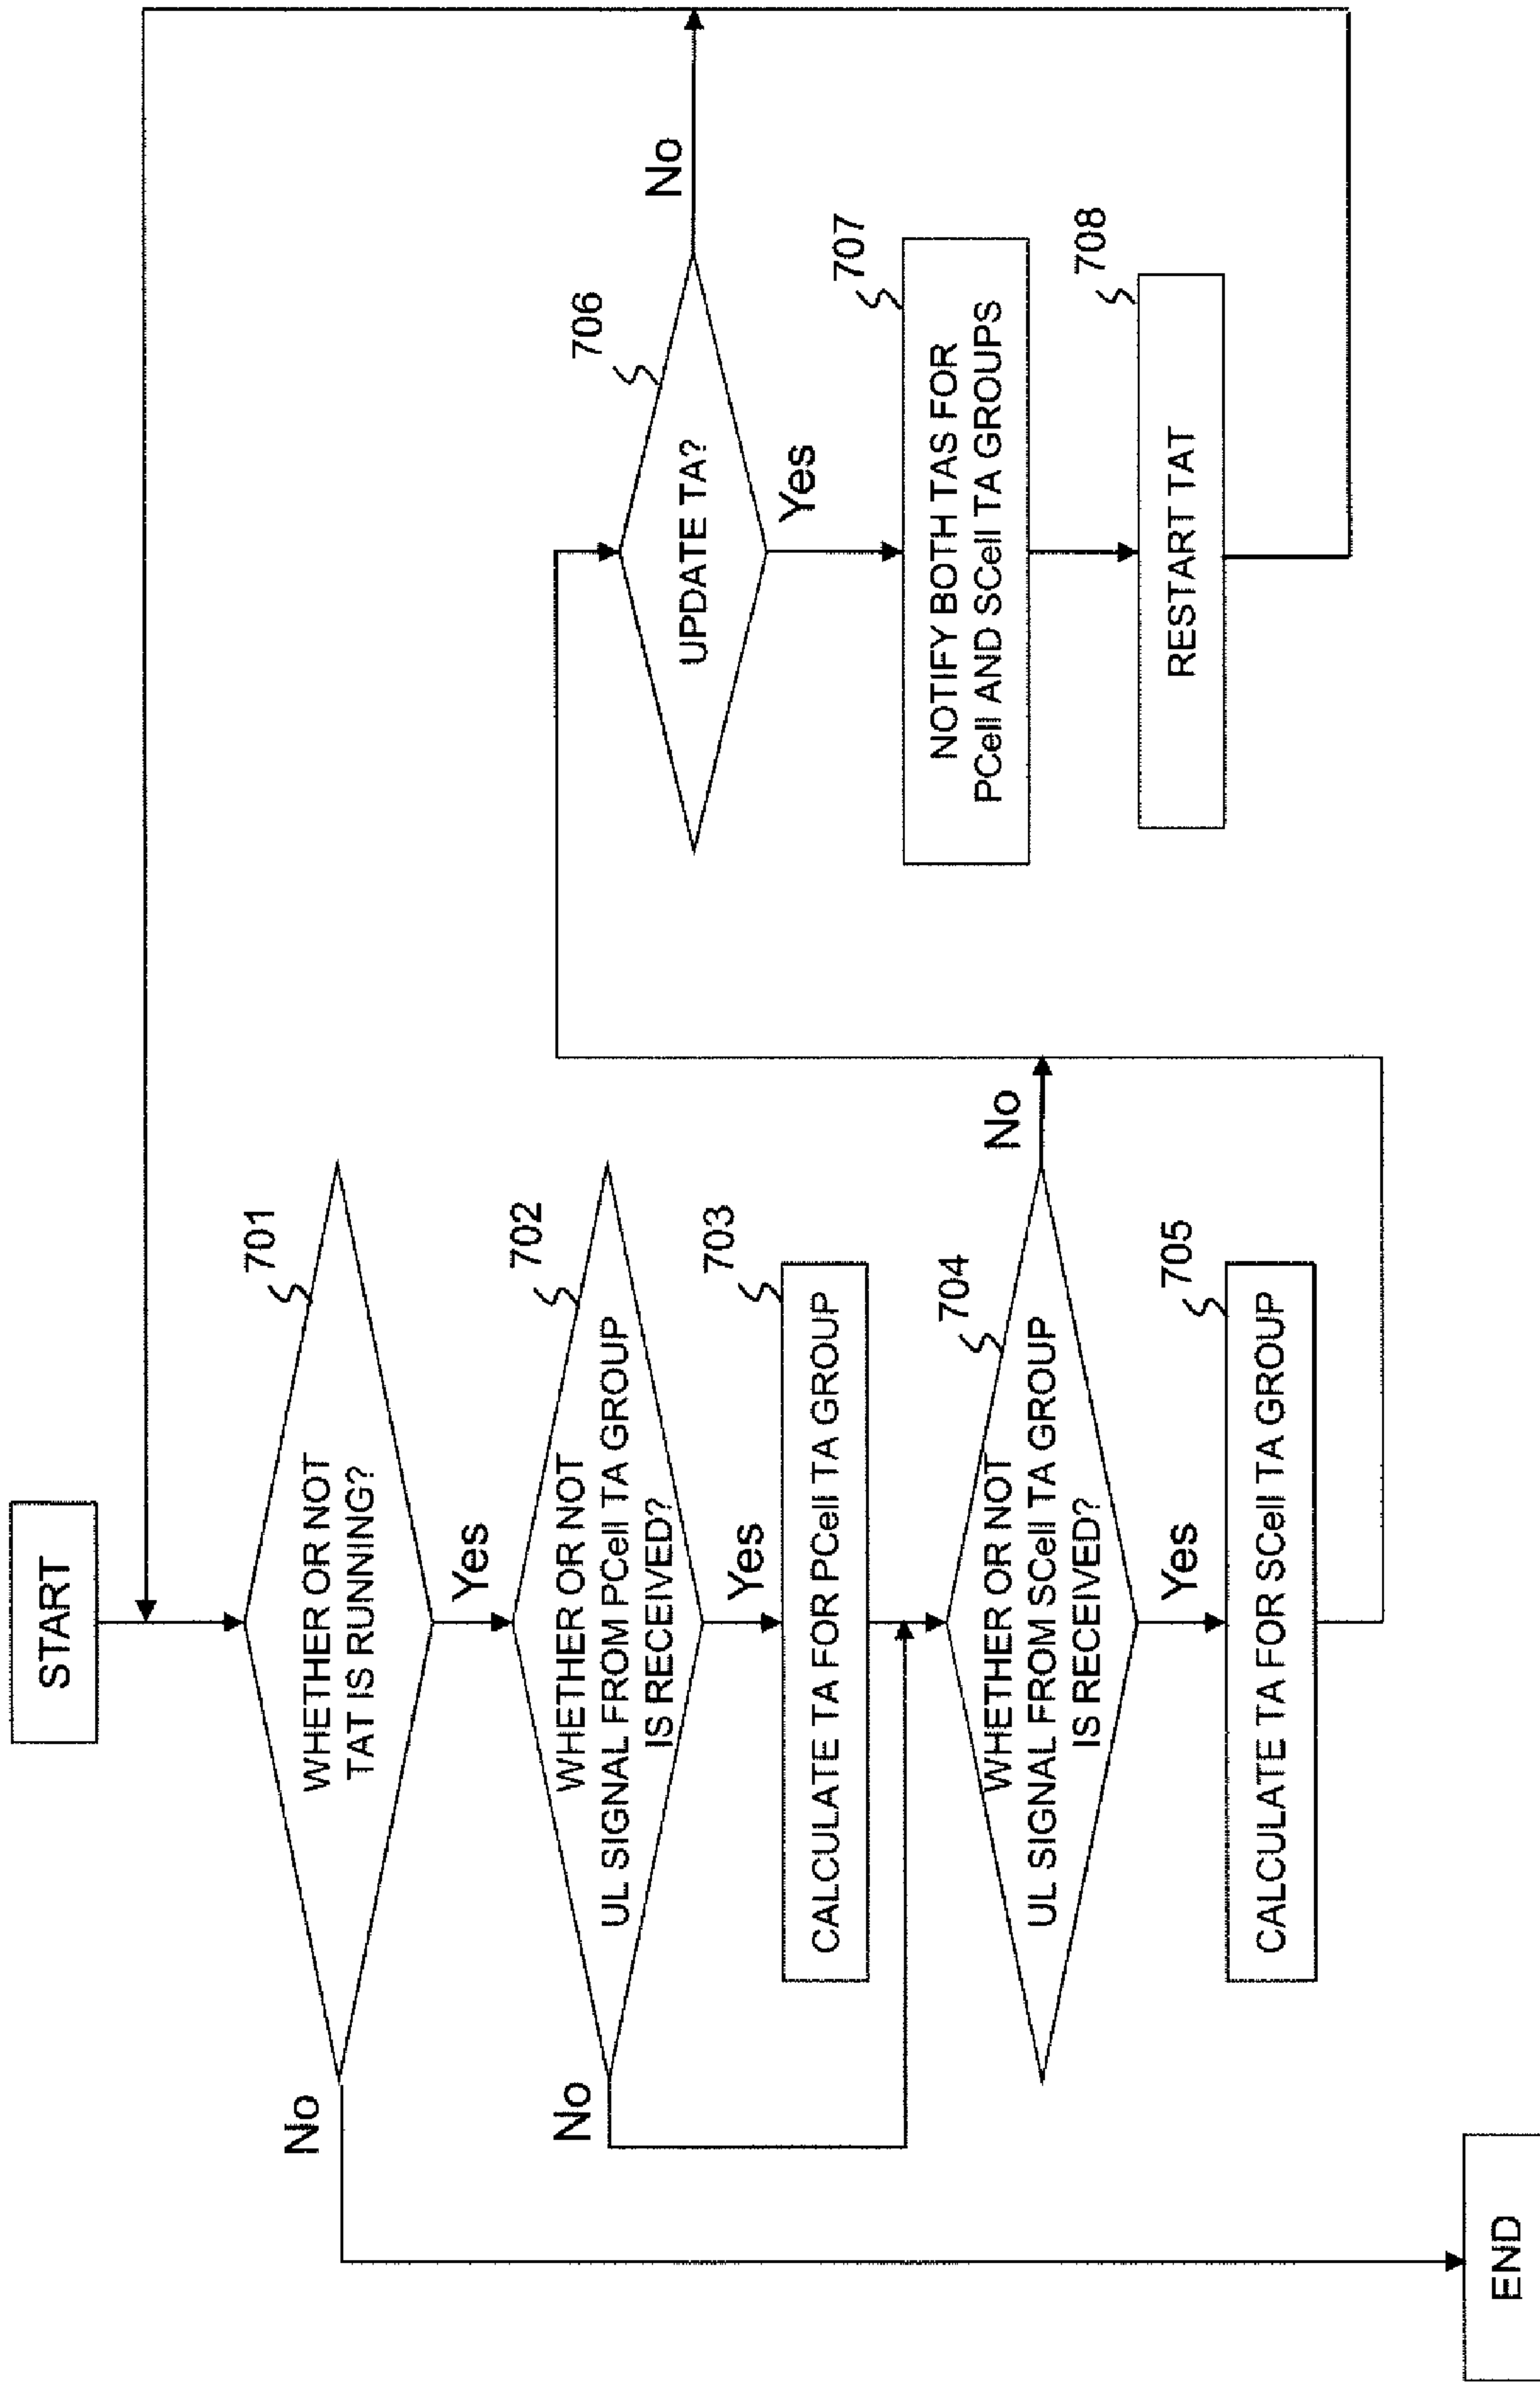 START
701
WHETHER OR NOT
TAT IS RUNNING?
No
Yes
702
WHETHER OR NOT
UL SIGNAL FROM PCell TA GROUP
IS RECEIVED?
No
Yes
703
CALCULATE TA FOR PCell TA GROUP
704
WHETHER OR NOT
UL SIGNAL FROM SCell TA GROUP
IS RECEIVED?
No
Yes
705
CALCULATE TA FOR SCell TA GROUP
706
UPDATE TA?
No
Yes
707
NOTIFY BOTH TAS FOR
PCell AND SCell TA GROUPS
708
RESTART TAT
END